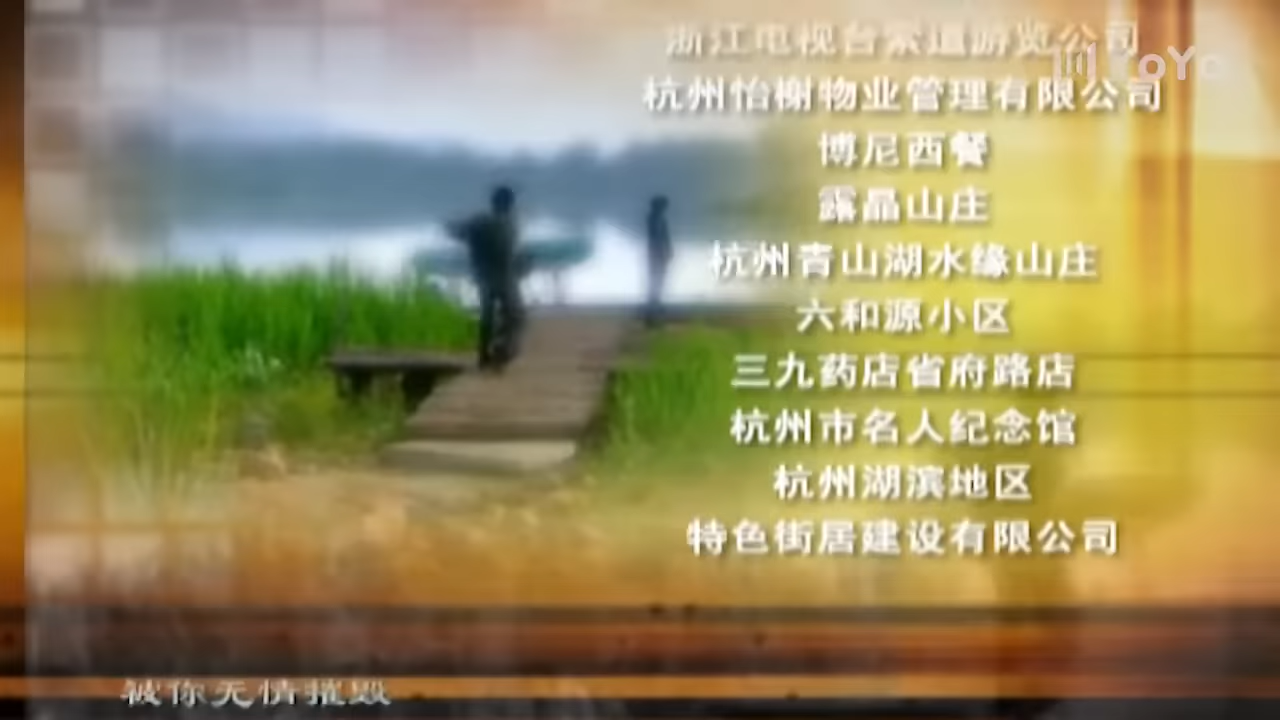 浙江电视台索道游览公司
YoYo
杭州怡榭物业管理有限公司
博尼西餐
露晶山庄
杭州青山湖水缘山庄
六和源小区
三九药店省府路店
杭州市名人纪念馆
杭州湖滨地区
特色街居建设有限公司
被你无情摧毁